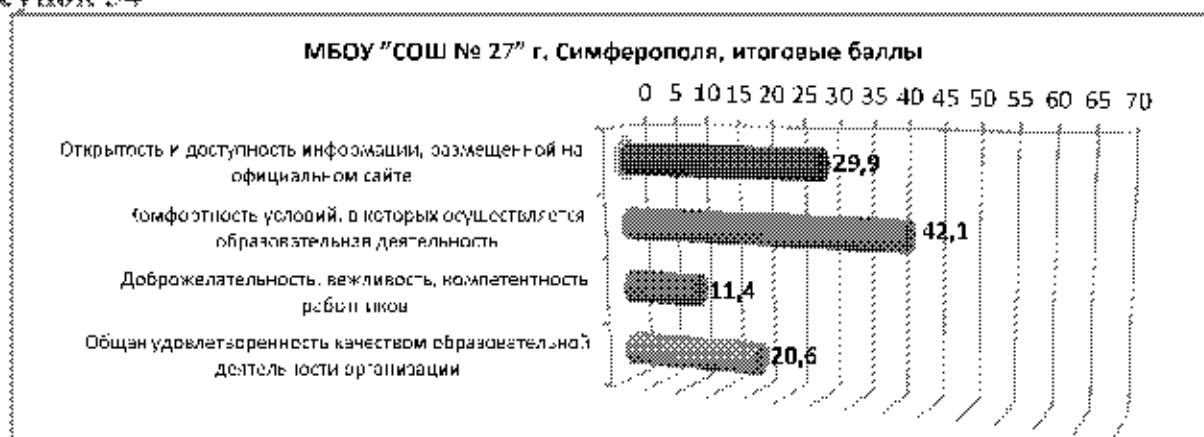 МБОУ "СОШ № 27" г. Симферополя, итоговые баллы
0 5 10 15 20 25 30 35 40 45 50 55 60 65 70
Открытость и доступность информации, размещенной на
официальном сайте
29,9
Комфортность условий, в которых осуществляется
образовательная деятельность
42,1
Доброжелательность, вежливость, компетентность
работников
11,4
Общая удовлетворенность качеством образовательной
деятельности организации
20,6